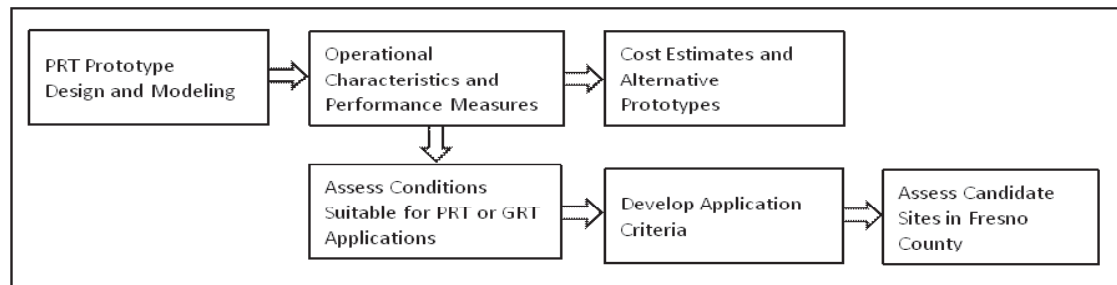 PRT Prototype
Design and Modeling
Operational
Characteristics and
Performance Measures
Cost Estimates and
Alternative
Prototypes
Assess Conditions
Suitable for PRT or GRT
Applications
Develop Application
Criteria
Assess Candidate
Sites in Fresno
County